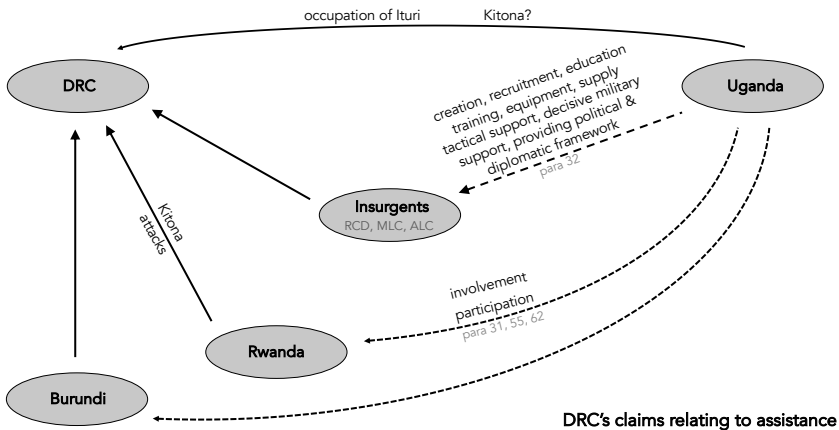 occupation of Ituri Kitona?
DRC
Uganda
creation, recruitment, education
training, equipment, supply
tactical support, decisive military
support, providing political &
diplomatic framework
para 32
Insurgents
RCD, MLC, ALC
Kitona
attacks
involvement
participation
para 31, 55, 62
Rwanda
Burundi
DRC's claims relating to assistance